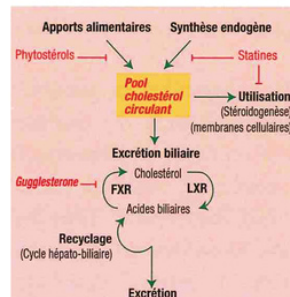 Apports alimentaires Synthèse endogène
Phytostérols Statines
Pool
cholestérol
circulant
Utilisation
(Stéroidogenèse)
(membranes cellulaires)
Excrétion biliaire
Cholestérol
Gugglesterone FXR LXR
Acides biliaires
Recyclage
(Cycle hépato-biliaire)
Excrétion